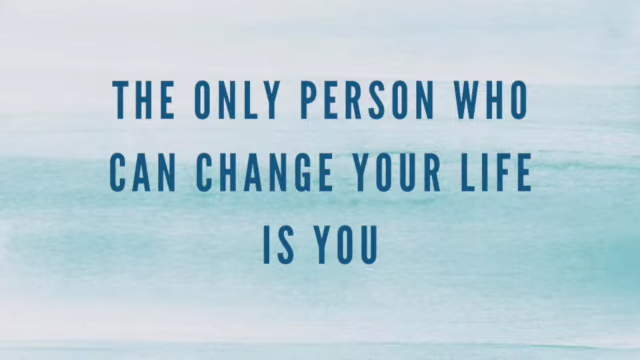 THE ONLY PERSON WHO
CAN CHANGE YOUR LIFE
IS YOU